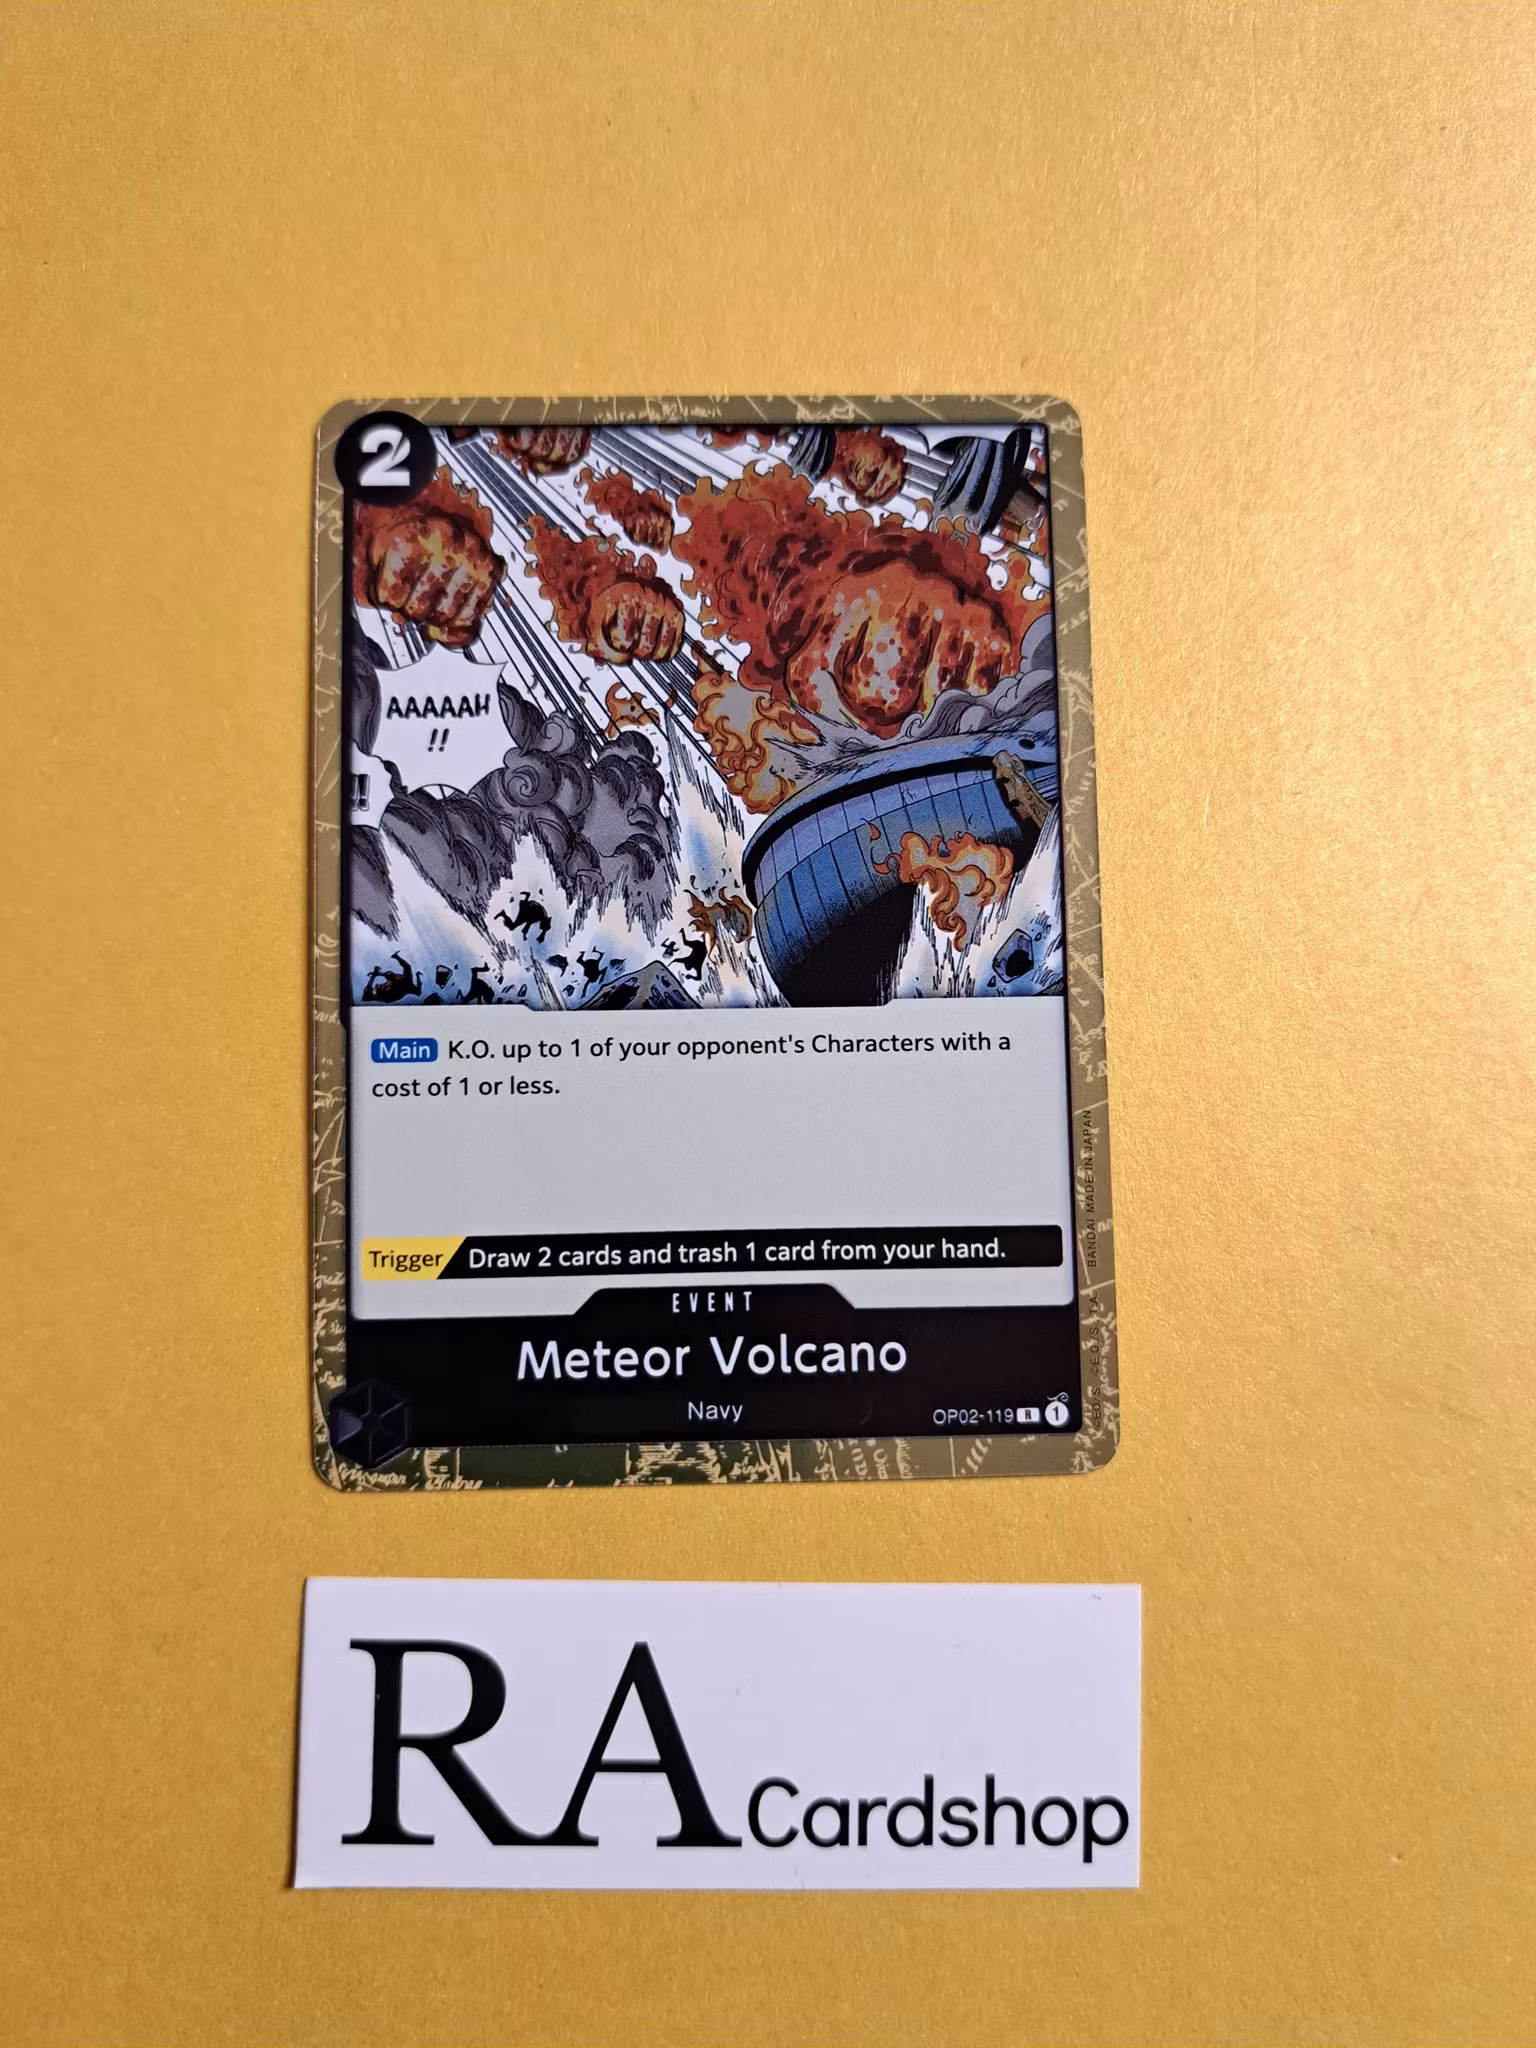 2
AAAAAH
!!
!!
Main K.O. up to 1 of your opponent's Characters with a
cost of 1 or less.
Trigger Draw 2 cards and trash 1 card from your hand.
EVENT
Meteor Volcano
Navy
OP02-119 R 1
BANDAI MADE IN JAPAN
RA Cardshop